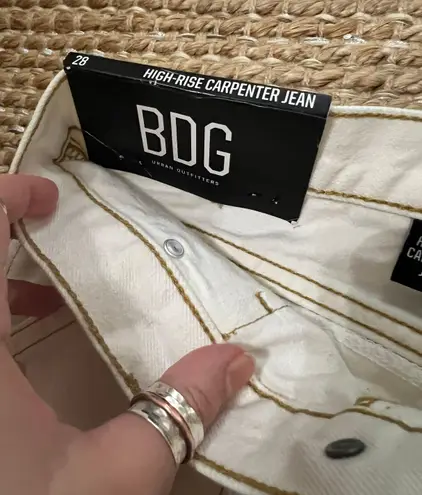 28
HIGH-RISE CARPENTER JEAN
BDG
URBAN OUTFITTERS